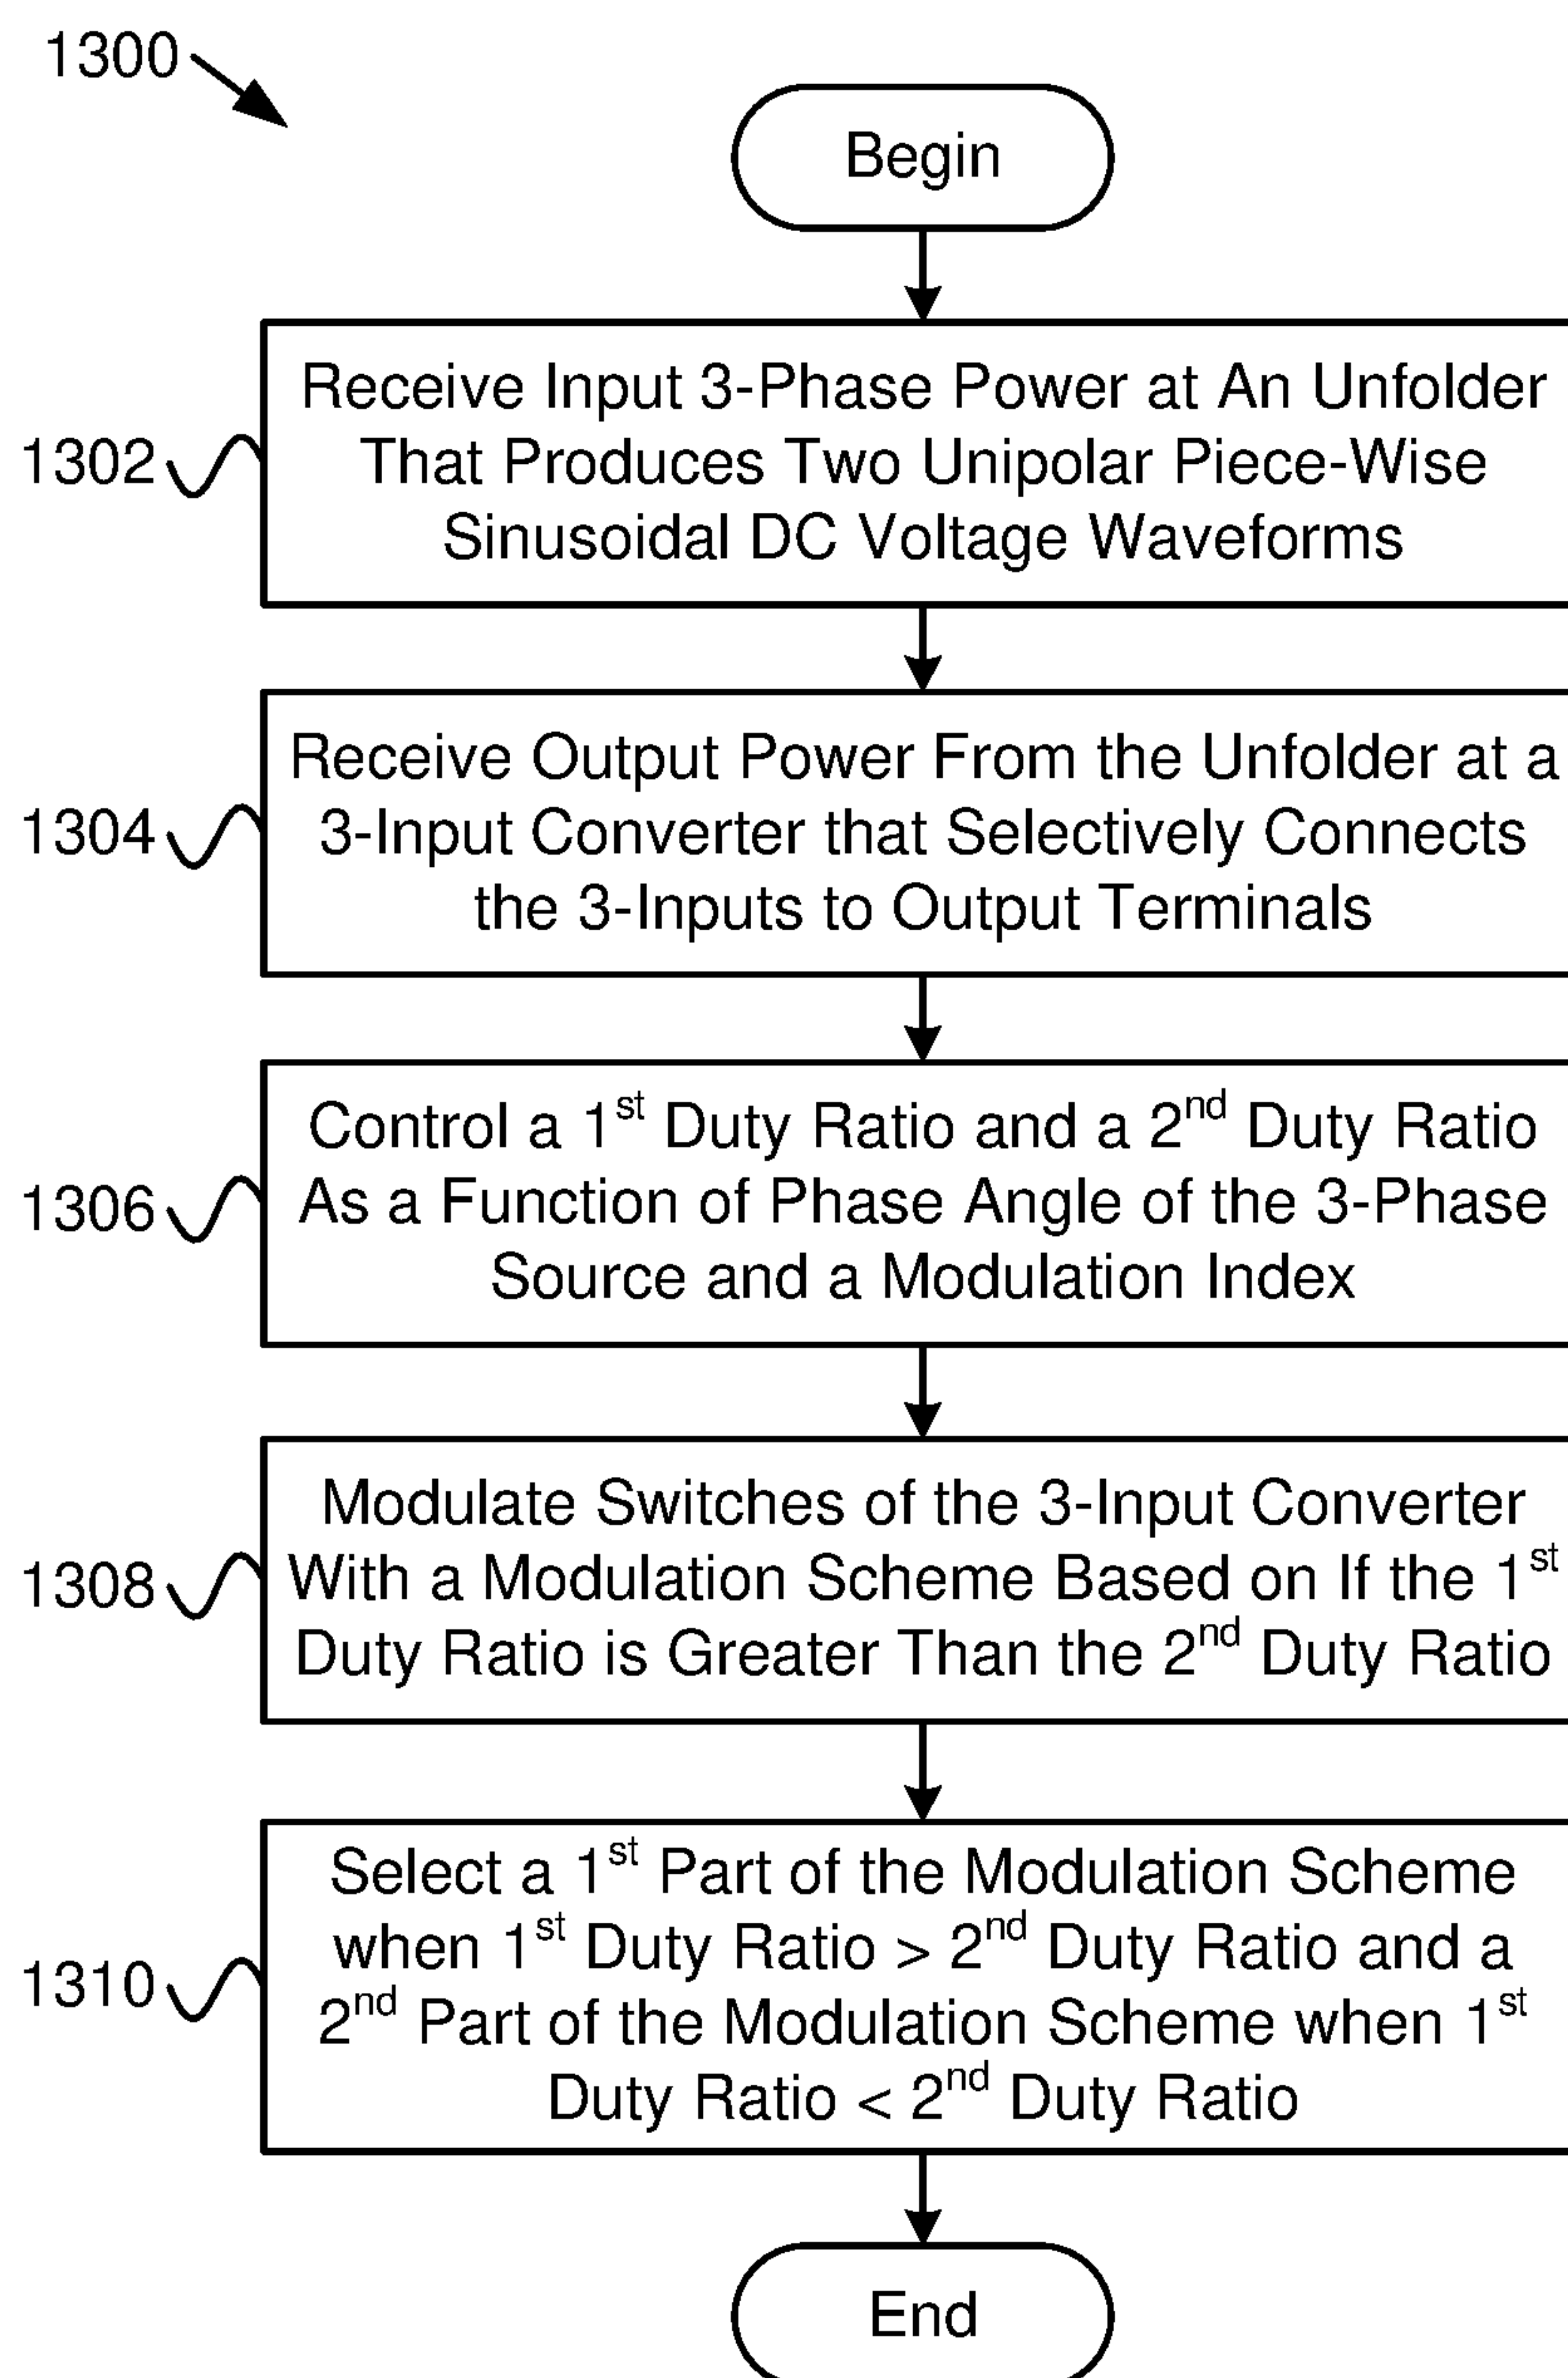 1300
Begin
1302
Receive Input 3-Phase Power at An Unfolder
That Produces Two Unipolar Piece-Wise
Sinusoidal DC Voltage Waveforms
1304
Receive Output Power From the Unfolder at a
3-Input Converter that Selectively Connects
the 3-Inputs to Output Terminals
1306
Control a 1st Duty Ratio and a 2nd Duty Ratio
As a Function of Phase Angle of the 3-Phase
Source and a Modulation Index
1308
Modulate Switches of the 3-Input Converter
With a Modulation Scheme Based on If the 1st
Duty Ratio is Greater Than the 2nd Duty Ratio
1310
Select a 1st Part of the Modulation Scheme
when 1st Duty Ratio > 2nd Duty Ratio and a
2nd Part of the Modulation Scheme when 1st
Duty Ratio < 2nd Duty Ratio
End